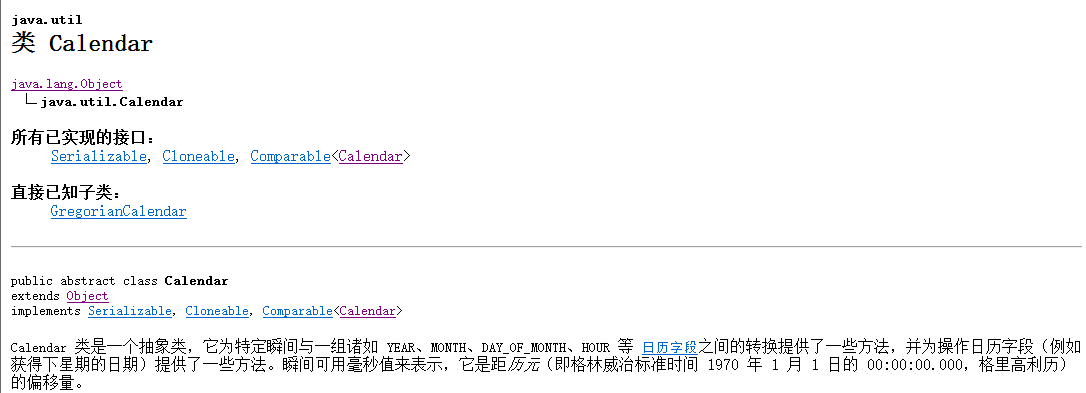 java.util
类 Calendar
java.lang.Object
java.util.Calendar
所有已实现的接口：
Serializable, Cloneable, Comparable<Calendar>
直接已知子类：
GregorianCalendar
public abstract class Calendar
extends Object
implements Serializable, Cloneable, Comparable<Calendar>
Calendar 类是一个抽象类，它为特定瞬间与一组诸如 YEAR、MONTH、DAY_OF_MONTH、HOUR 等 日历字段之间的转换提供了一些方法，并为操作日历字段（例如
获得下星期的日期）提供了一些方法。瞬间可用毫秒值来表示，它是距历元（即格林威治标准时间 1970 年 1 月 1 日的 00:00:00.000，格里高利历）
的偏移量。